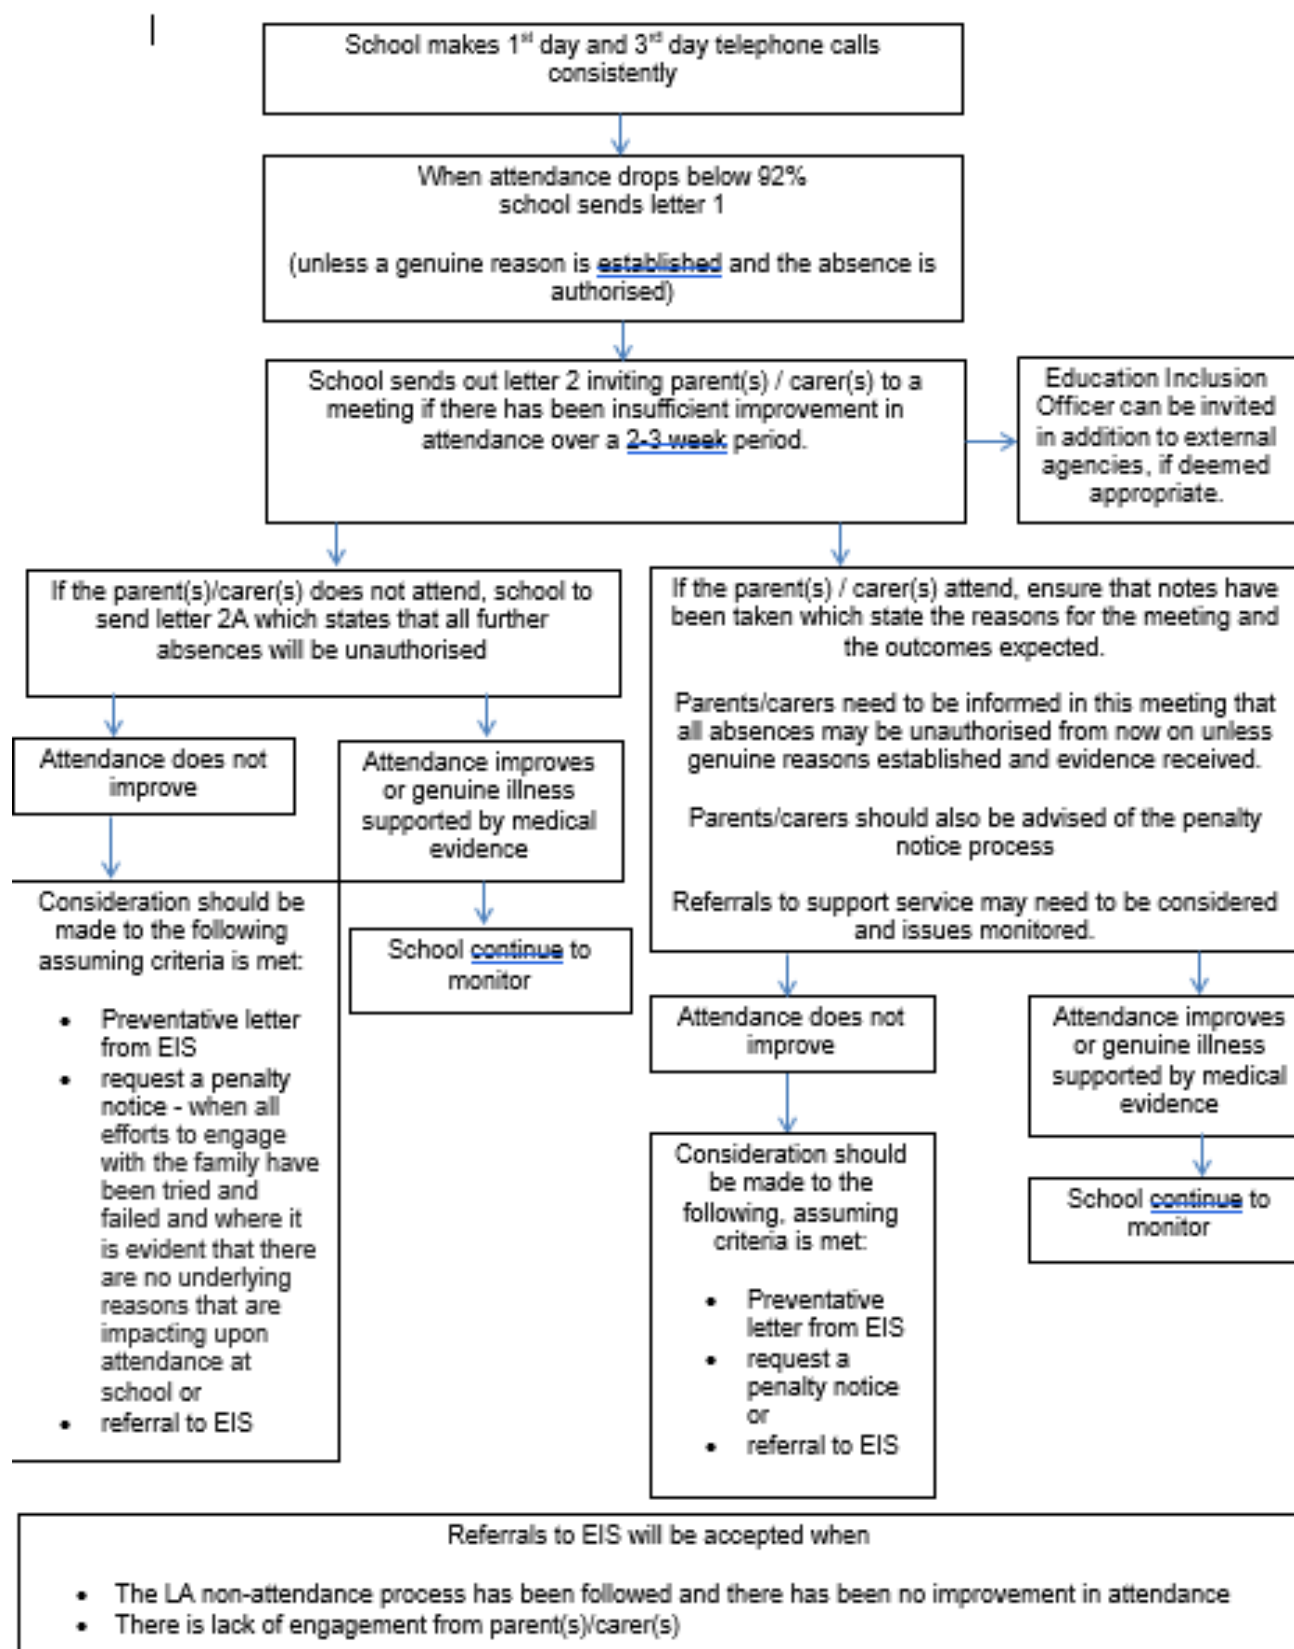 School makes 1st day and 3rd day telephone calls
consistently
When attendance drops below 92%
school sends letter 1
(unless a genuine reason is established and the absence is
authorised)
School sends out letter 2 inviting parent(s) / carer(s) to a
meeting if there has been insufficient improvement in
attendance over a 2-3 week period.
Education Inclusion
Officer can be invited
in addition to external
agencies, if deemed
appropriate.
If the parent(s)/carer(s) does not attend, school to
send letter 2A which states that all further
absences will be unauthorised
If the parent(s) / carer(s) attend, ensure that notes have
been taken which state the reasons for the meeting and
the outcomes expected.
Parents/carers need to be informed in this meeting that
all absences may be unauthorised from now on unless
genuine reasons established and evidence received.
Parents/carers should also be advised of the penalty
notice process
Referrals to support service may need to be considered
and issues monitored.
Attendance does not
improve
Attendance improves
or genuine illness
supported by medical
evidence
Consideration should be
made to the following
assuming criteria is met:
• Preventative letter
from EIS
• request a penalty
notice - when all
efforts to engage
with the family have
been tried and
failed and where it
is evident that there
are no underlying
reasons that are
impacting upon
attendance at
school or
• referral to EIS
School continue to
monitor
Attendance does not
improve
Attendance improves
or genuine illness
supported by medical
evidence
Consideration should
be made to the
following, assuming
criteria is met:
• Preventative
letter from EIS
• request a
penalty notice
or
• referral to EIS
School continue to
monitor
Referrals to EIS will be accepted when
• The LA non-attendance process has been followed and there has been no improvement in attendance
• There is lack of engagement from parent(s)/carer(s)